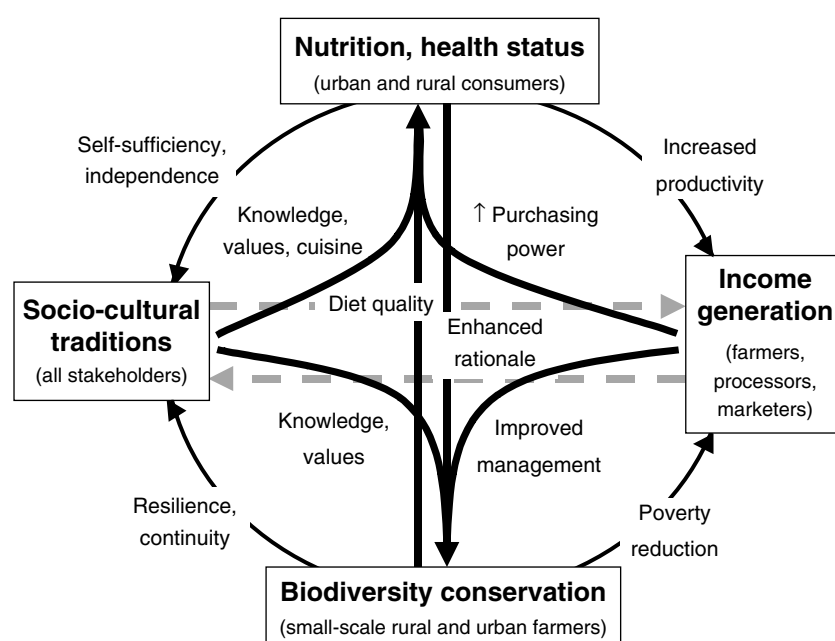 Nutrition, health status
(urban and rural consumers)
Self-sufficiency,
independence
Increased
productivity
Knowledge,
values, cuisine
↑ Purchasing
power
Socio-cultural
traditions
(all stakeholders)
Diet quality
Enhanced
rationale
Income
generation
(farmers,
processors,
marketers)
Knowledge,
values
Improved
management
Resilience,
continuity
Poverty
reduction
Biodiversity conservation
(small-scale rural and urban farmers)